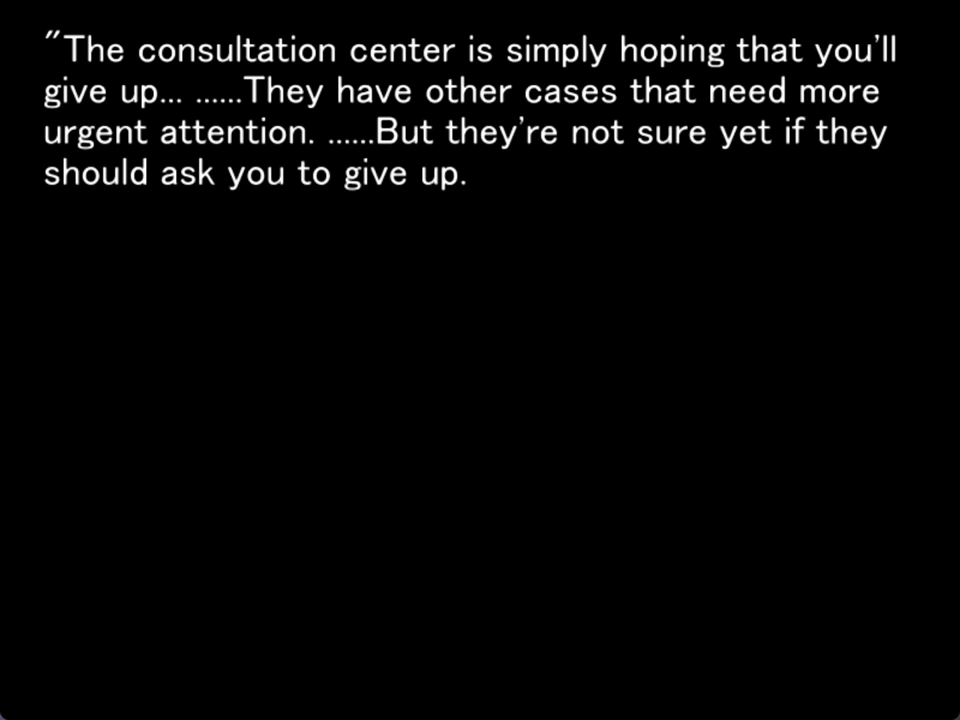 "The consultation center is simply hoping that you'll
give up... ......They have other cases that need more
urgent attention. ......But they're not sure yet if they
should ask you to give up.